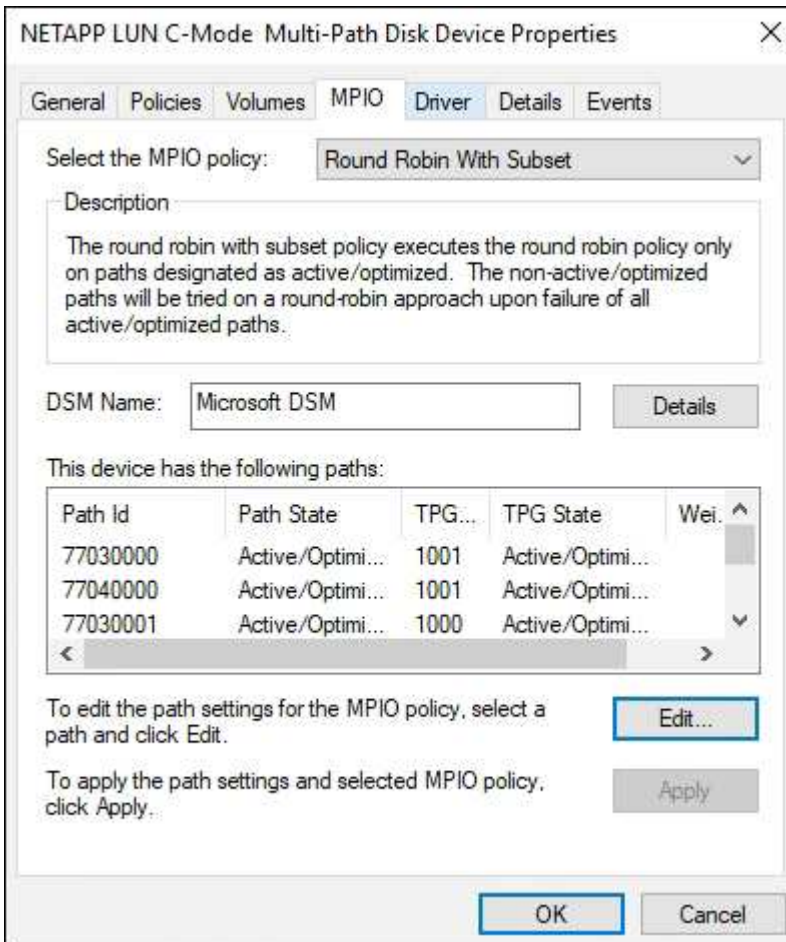 NETAPP LUN C-Mode  Multi-Path Disk Device Properties
General Policies Volumes MPIO Driver Details Events
Select the MPIO policy: Round Robin With Subset
Description
The round robin with subset policy executes the round robin policy only
on paths designated as active/optimized.  The non-active/optimized
paths will be tried on a round-robin approach upon failure of all
active/optimized paths.
DSM Name: Microsoft DSM Details
This device has the following paths:
Path Id Path State TPG... TPG State Wei.
77030000 Active/Optimi... 1001 Active/Optimi...
77040000 Active/Optimi... 1001 Active/Optimi...
77030001 Active/Optimi... 1000 Active/Optimi...
To edit the path settings for the MPIO policy, select a
path and click Edit.
Edit...
To apply the path settings and selected MPIO policy,
click Apply.
Apply
OK Cancel